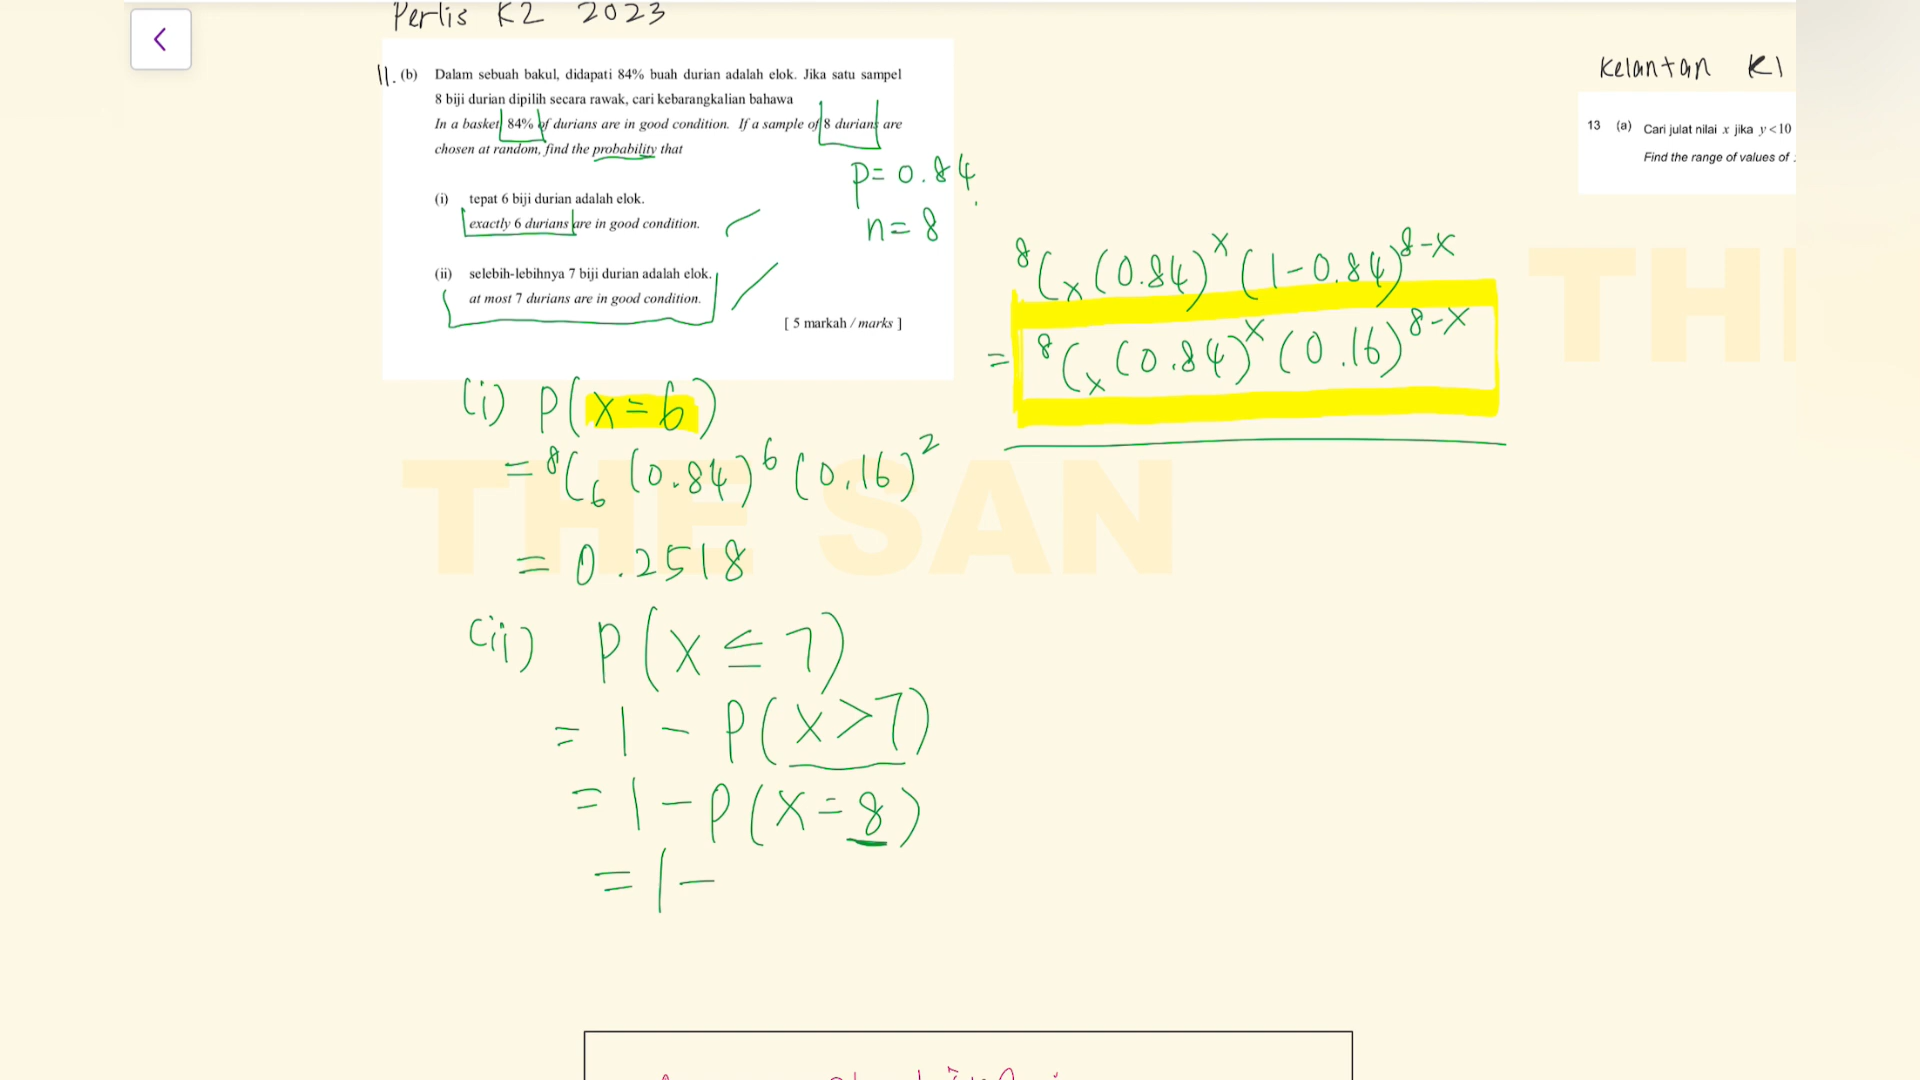 Perlis K2 2023
11. (b) Dalam sebuah bakul, didapati 84% buah durian adalah elok. Jika satu sampel
8 biji durian dipilih secara rawak, cari kebarangkalian bahawa
In a basket 84% of durians are in good condition. If a sample of 8 durians are
chosen at random, find the probability that
(i) tepat 6 biji durian adalah elok.
exactly 6 durians are in good condition.
(ii) selebih-lebihnya 7 biji durian adalah elok.
at most 7 durians are in good condition.
[ 5 markah / marks ]
p = 0.84
n = 8
⁸Cₓ (0.84)ˣ (1-0.84)⁸⁻ˣ
= ⁸Cₓ (0.84)ˣ (0.16)⁸⁻ˣ
(i) P(x=6)
= ⁸C₆ (0.84)⁶ (0.16)²
= 0.2518
(ii) P(x ≤ 7)
= 1 - P(x>7)
= 1 - P(x=8)
= 1 -
Kelantan K1
13 (a) Cari julat nilai x jika y<10
Find the range of values of
THE SAN
TH